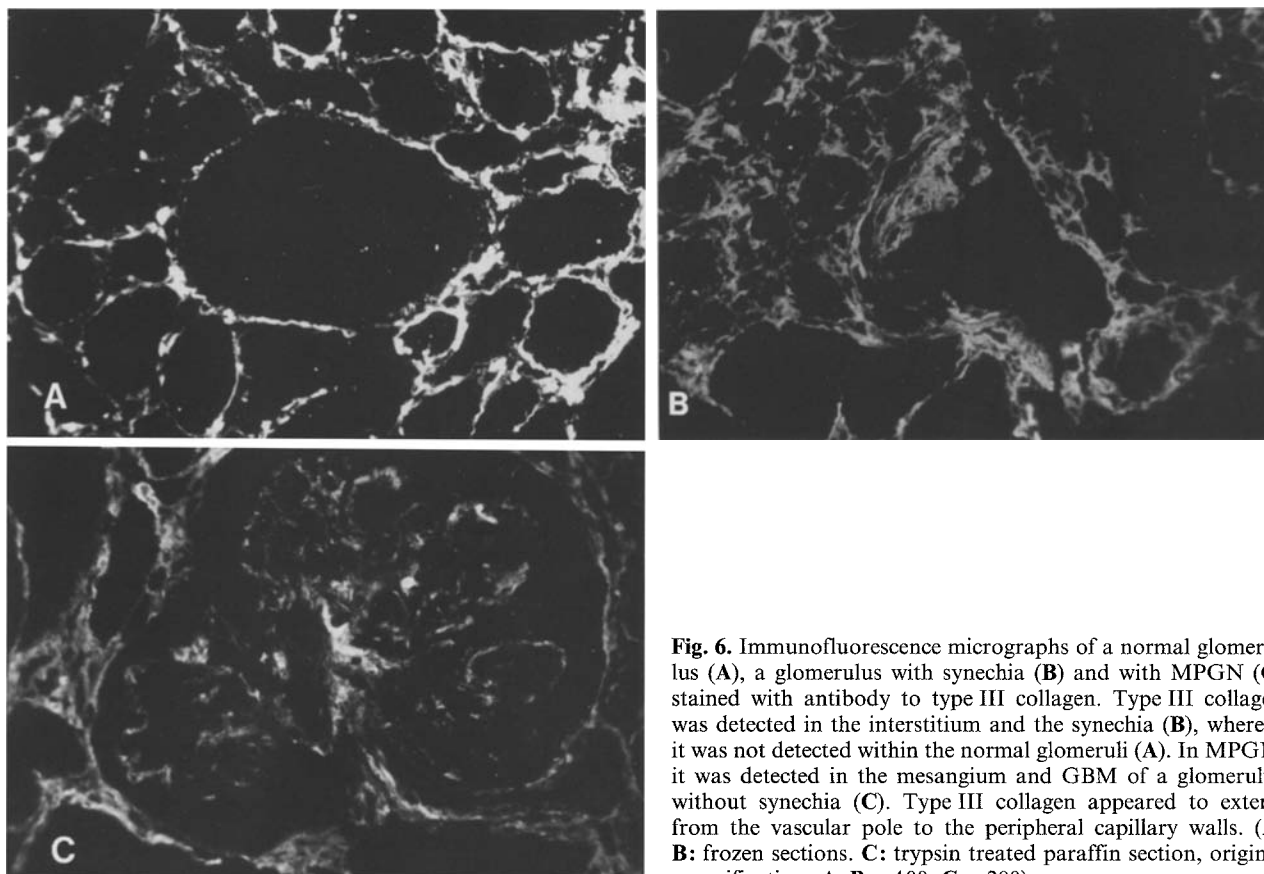 A
B
C
Fig. 6. Immunofluorescence micrographs of a normal glomer
lus (A), a glomerulus with synechia (B) and with MPGN (
stained with antibody to type III collagen. Type III collage
was detected in the interstitium and the synechia (B), where
it was not detected within the normal glomeruli (A). In MPG
it was detected in the mesangium and GBM of a glomerul
without synechia (C). Type III collagen appeared to exten
from the vascular pole to the peripheral capillary walls. (
B: frozen sections. C: trypsin treated paraffin section, origin